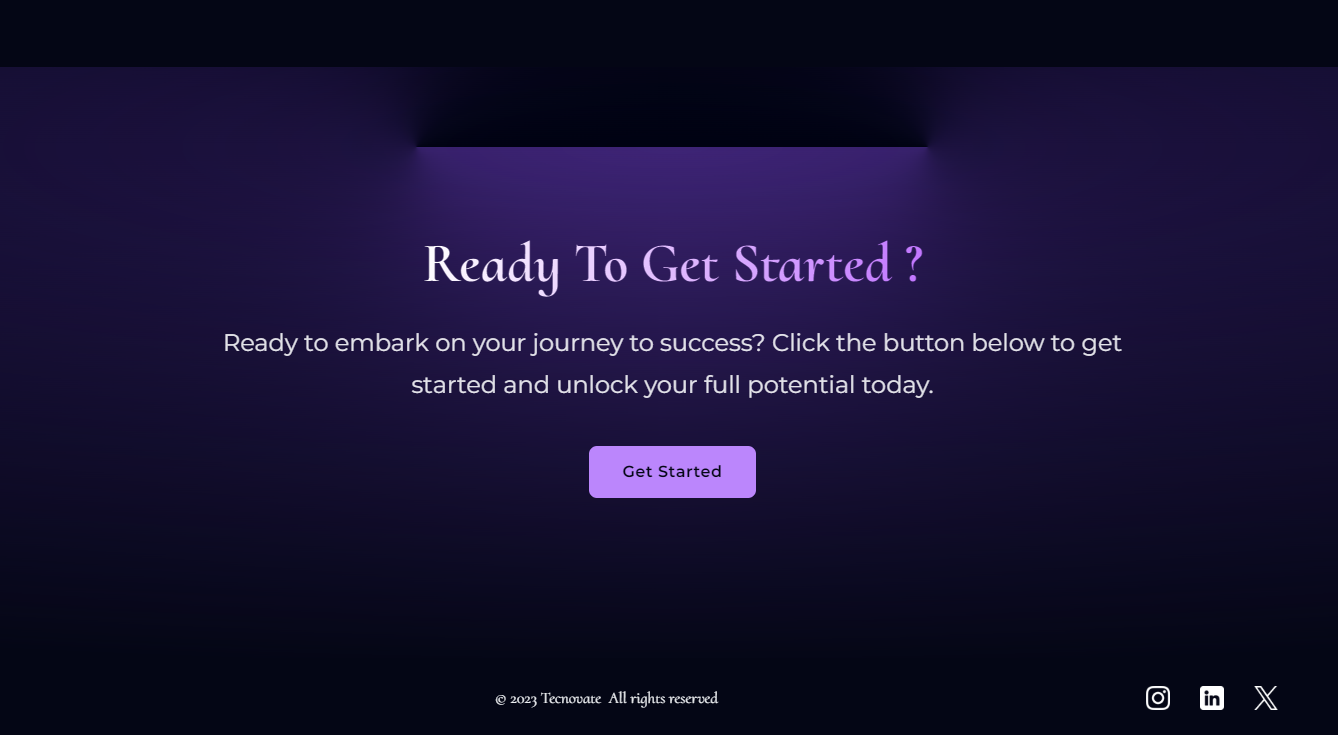 Ready To Get Started ?
Ready to embark on your journey to success? Click the button below to get
started and unlock your full potential today.
Get Started
© 2023 Tecnovate All rights reserved